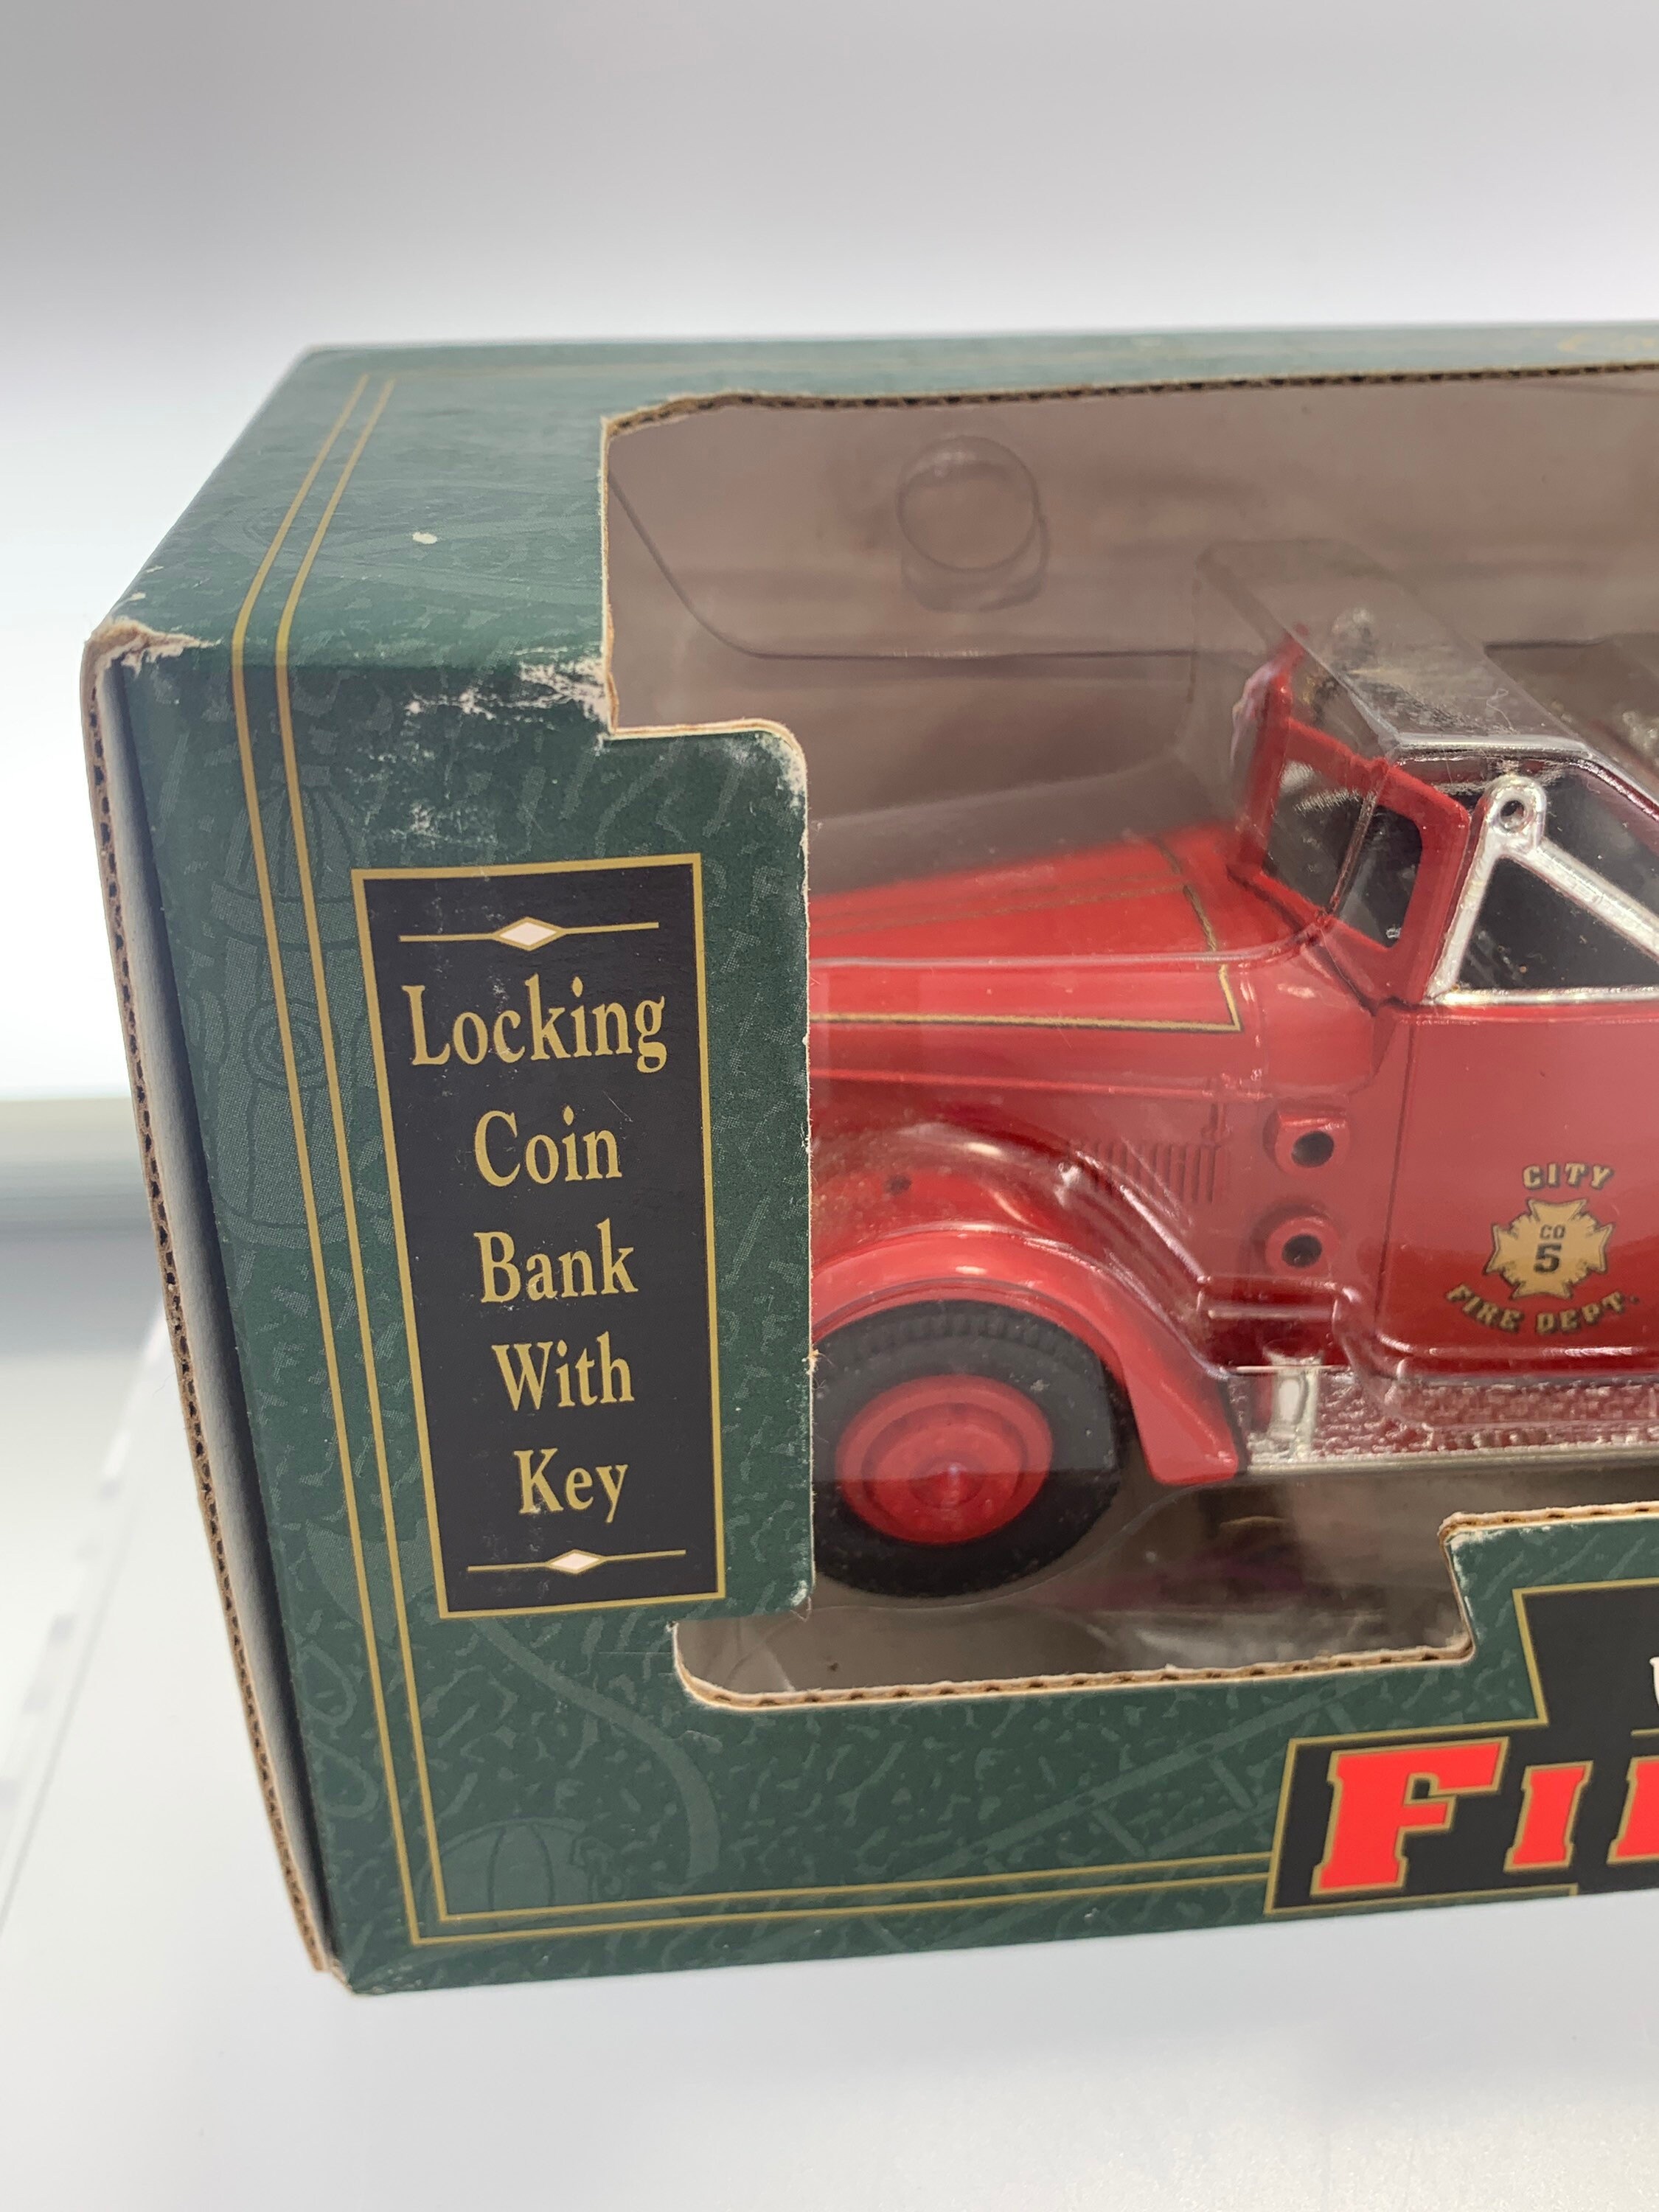 Locking
Coin
Bank
With
Key
CITY
CO
5
FIRE DEPT.